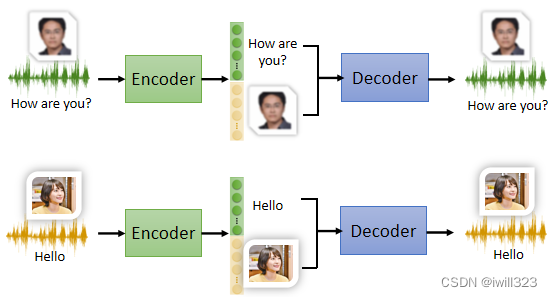 How are you?
Encoder
How are
you?
Decoder
How are you?
Hello
Encoder
Hello
Decoder
Hello
CSDN @iwill323